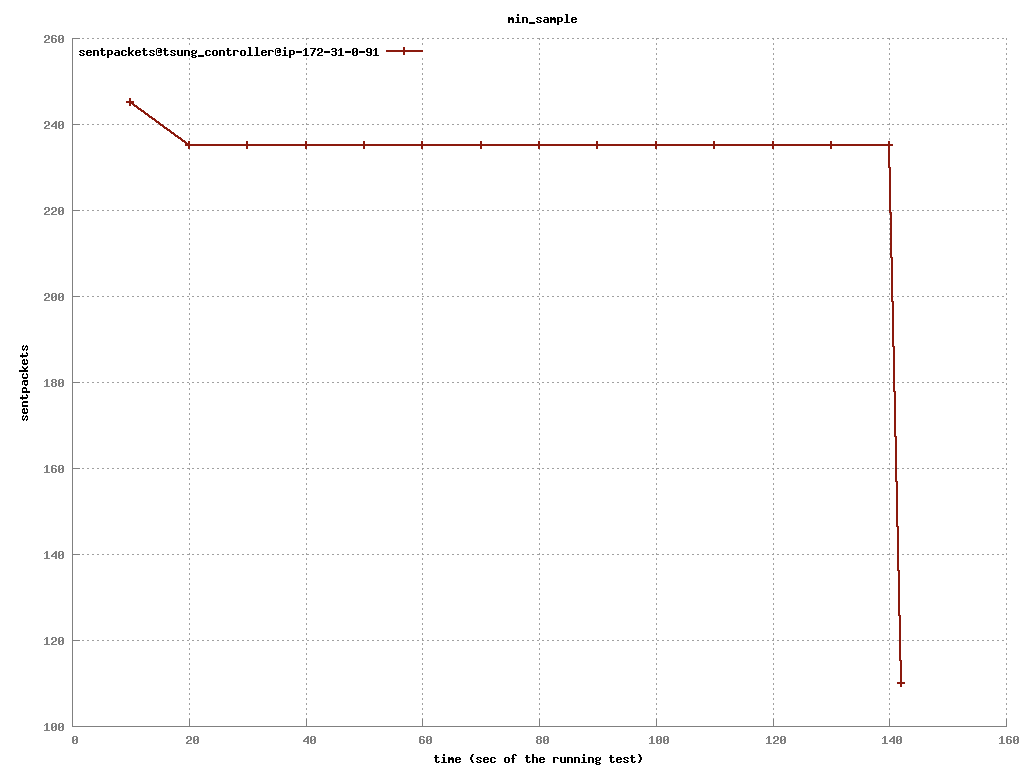 min_sample
260
sentpackets@tsung_controller@ip-172-31-0-91
240
220
200
180
160
140
120
100
sentpackets
0 20 40 60 80 100 120 140 160
time (sec of the running test)